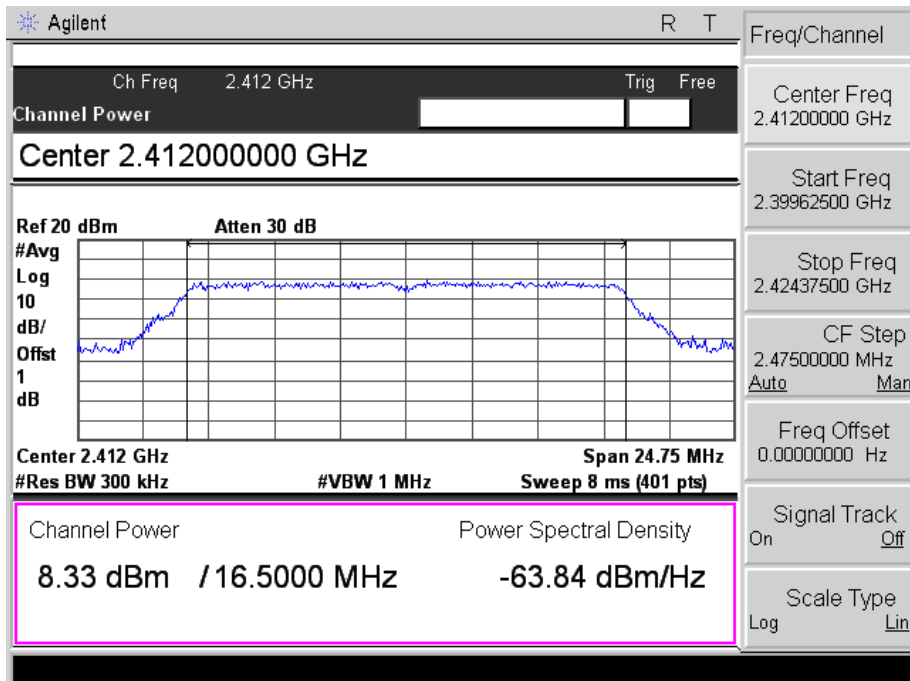 Agilent R T
Ch Freq 2.412 GHz Trig Free
Channel Power
Center 2.412000000 GHz
Ref 20 dBm Atten 30 dB
#Avg
Log
10
dB/
Offst
1
dB
Center 2.412 GHz Span 24.75 MHz
#Res BW 300 kHz #VBW 1 MHz Sweep 8 ms (401 pts)
Channel Power Power Spectral Density
8.33 dBm / 16.5000 MHz -63.84 dBm/Hz
Freq/Channel
Center Freq
2.41200000 GHz
Start Freq
2.39962500 GHz
Stop Freq
2.42437500 GHz
CF Step
2.47500000 MHz
Auto Man
Freq Offset
0.00000000 Hz
Signal Track
On Off
Scale Type
Log Lin